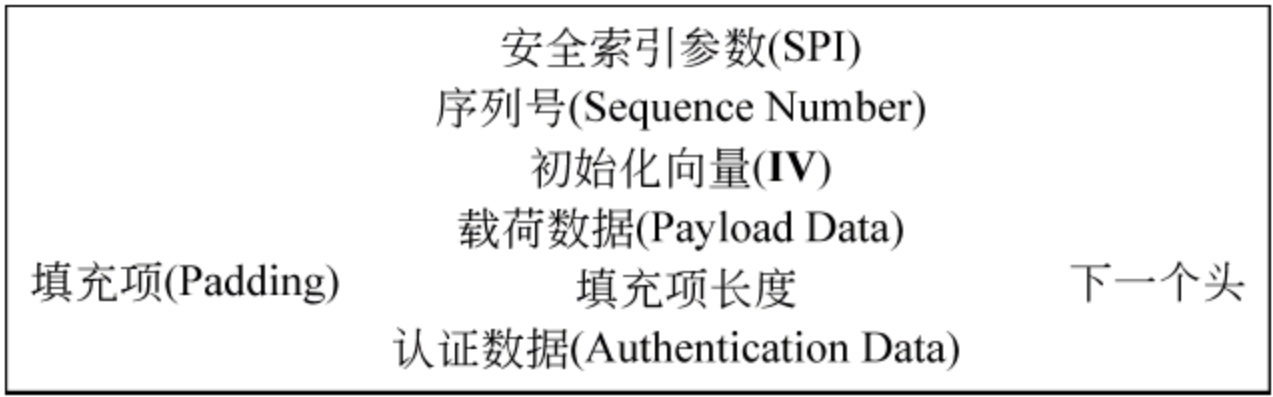 安全索引参数(SPI)
序列号(Sequence Number)
初始化向量(IV)
载荷数据(Payload Data)
填充项(Padding) 填充项长度 下一个头
认证数据(Authentication Data)